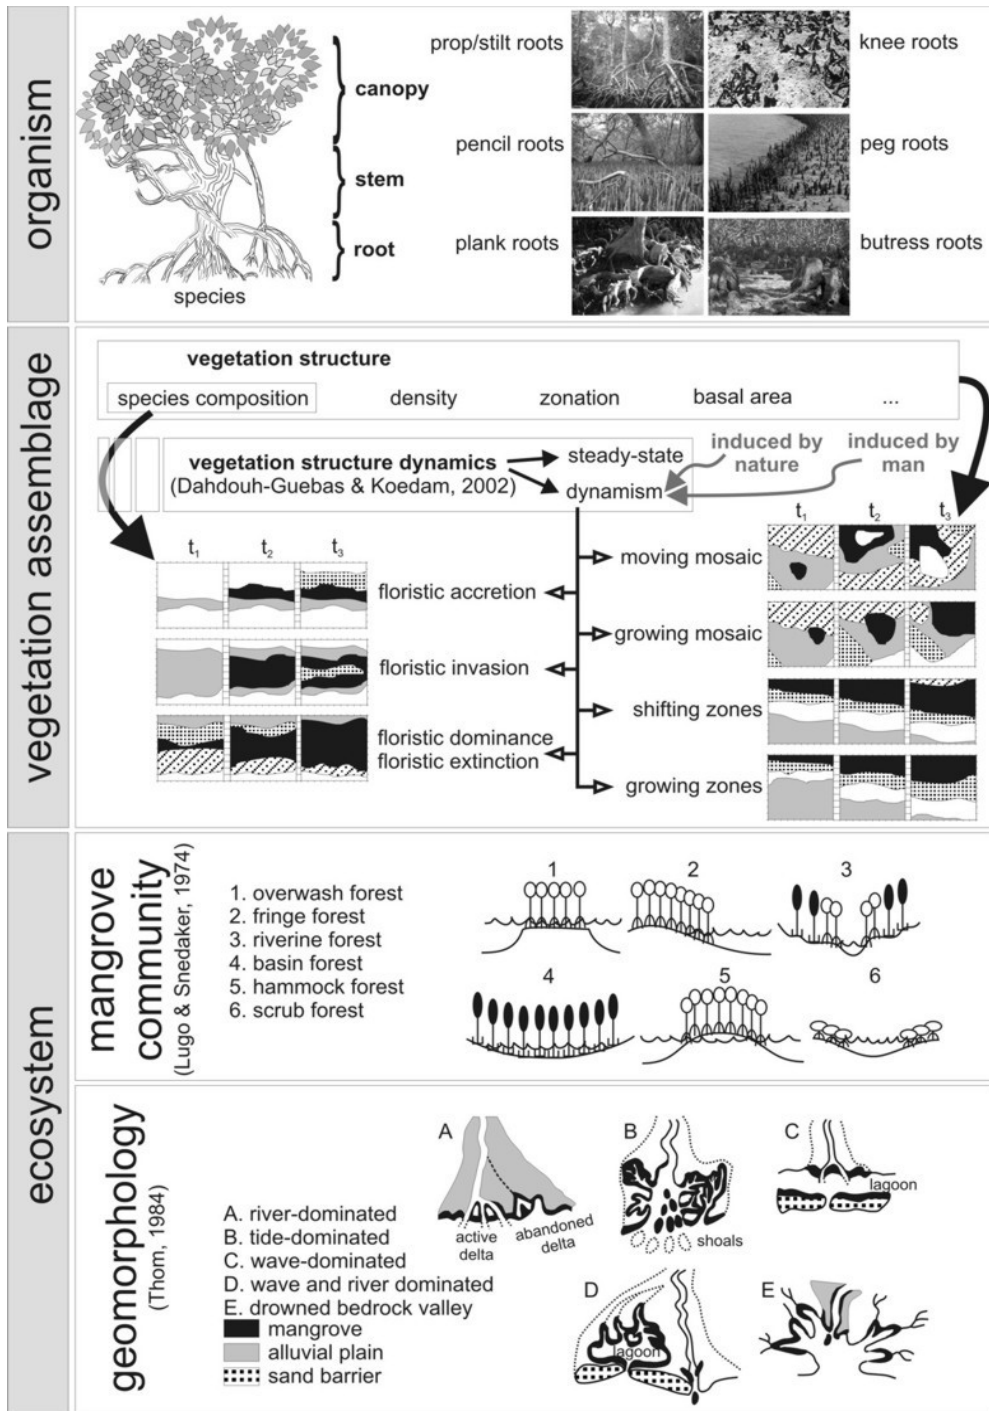 organism
canopy
stem
root
species
prop/stilt roots
knee roots
pencil roots
peg roots
plank roots
butress roots
vegetation assemblage
vegetation structure
species composition
density
zonation
basal area
...
vegetation structure dynamics
(Dahdouh-Guebas & Koedam, 2002)
steady-state
dynamism
induced by
nature
induced by
man
t1
t2
t3
t1
t2
t3
floristic accretion
floristic invasion
floristic dominance
floristic extinction
moving mosaic
growing mosaic
shifting zones
growing zones
ecosystem
mangrove
community
(Lugo & Snedaker, 1974)
1. overwash forest
2. fringe forest
3. riverine forest
4. basin forest
5. hammock forest
6. scrub forest
1
2
3
4
5
6
geomorphology
(Thom, 1984)
A. river-dominated
B. tide-dominated
C. wave-dominated
D. wave and river dominated
E. drowned bedrock valley
mangrove
alluvial plain
sand barrier
A
active
delta
abandoned
delta
B
shoals
C
lagoon
D
lagoon
E